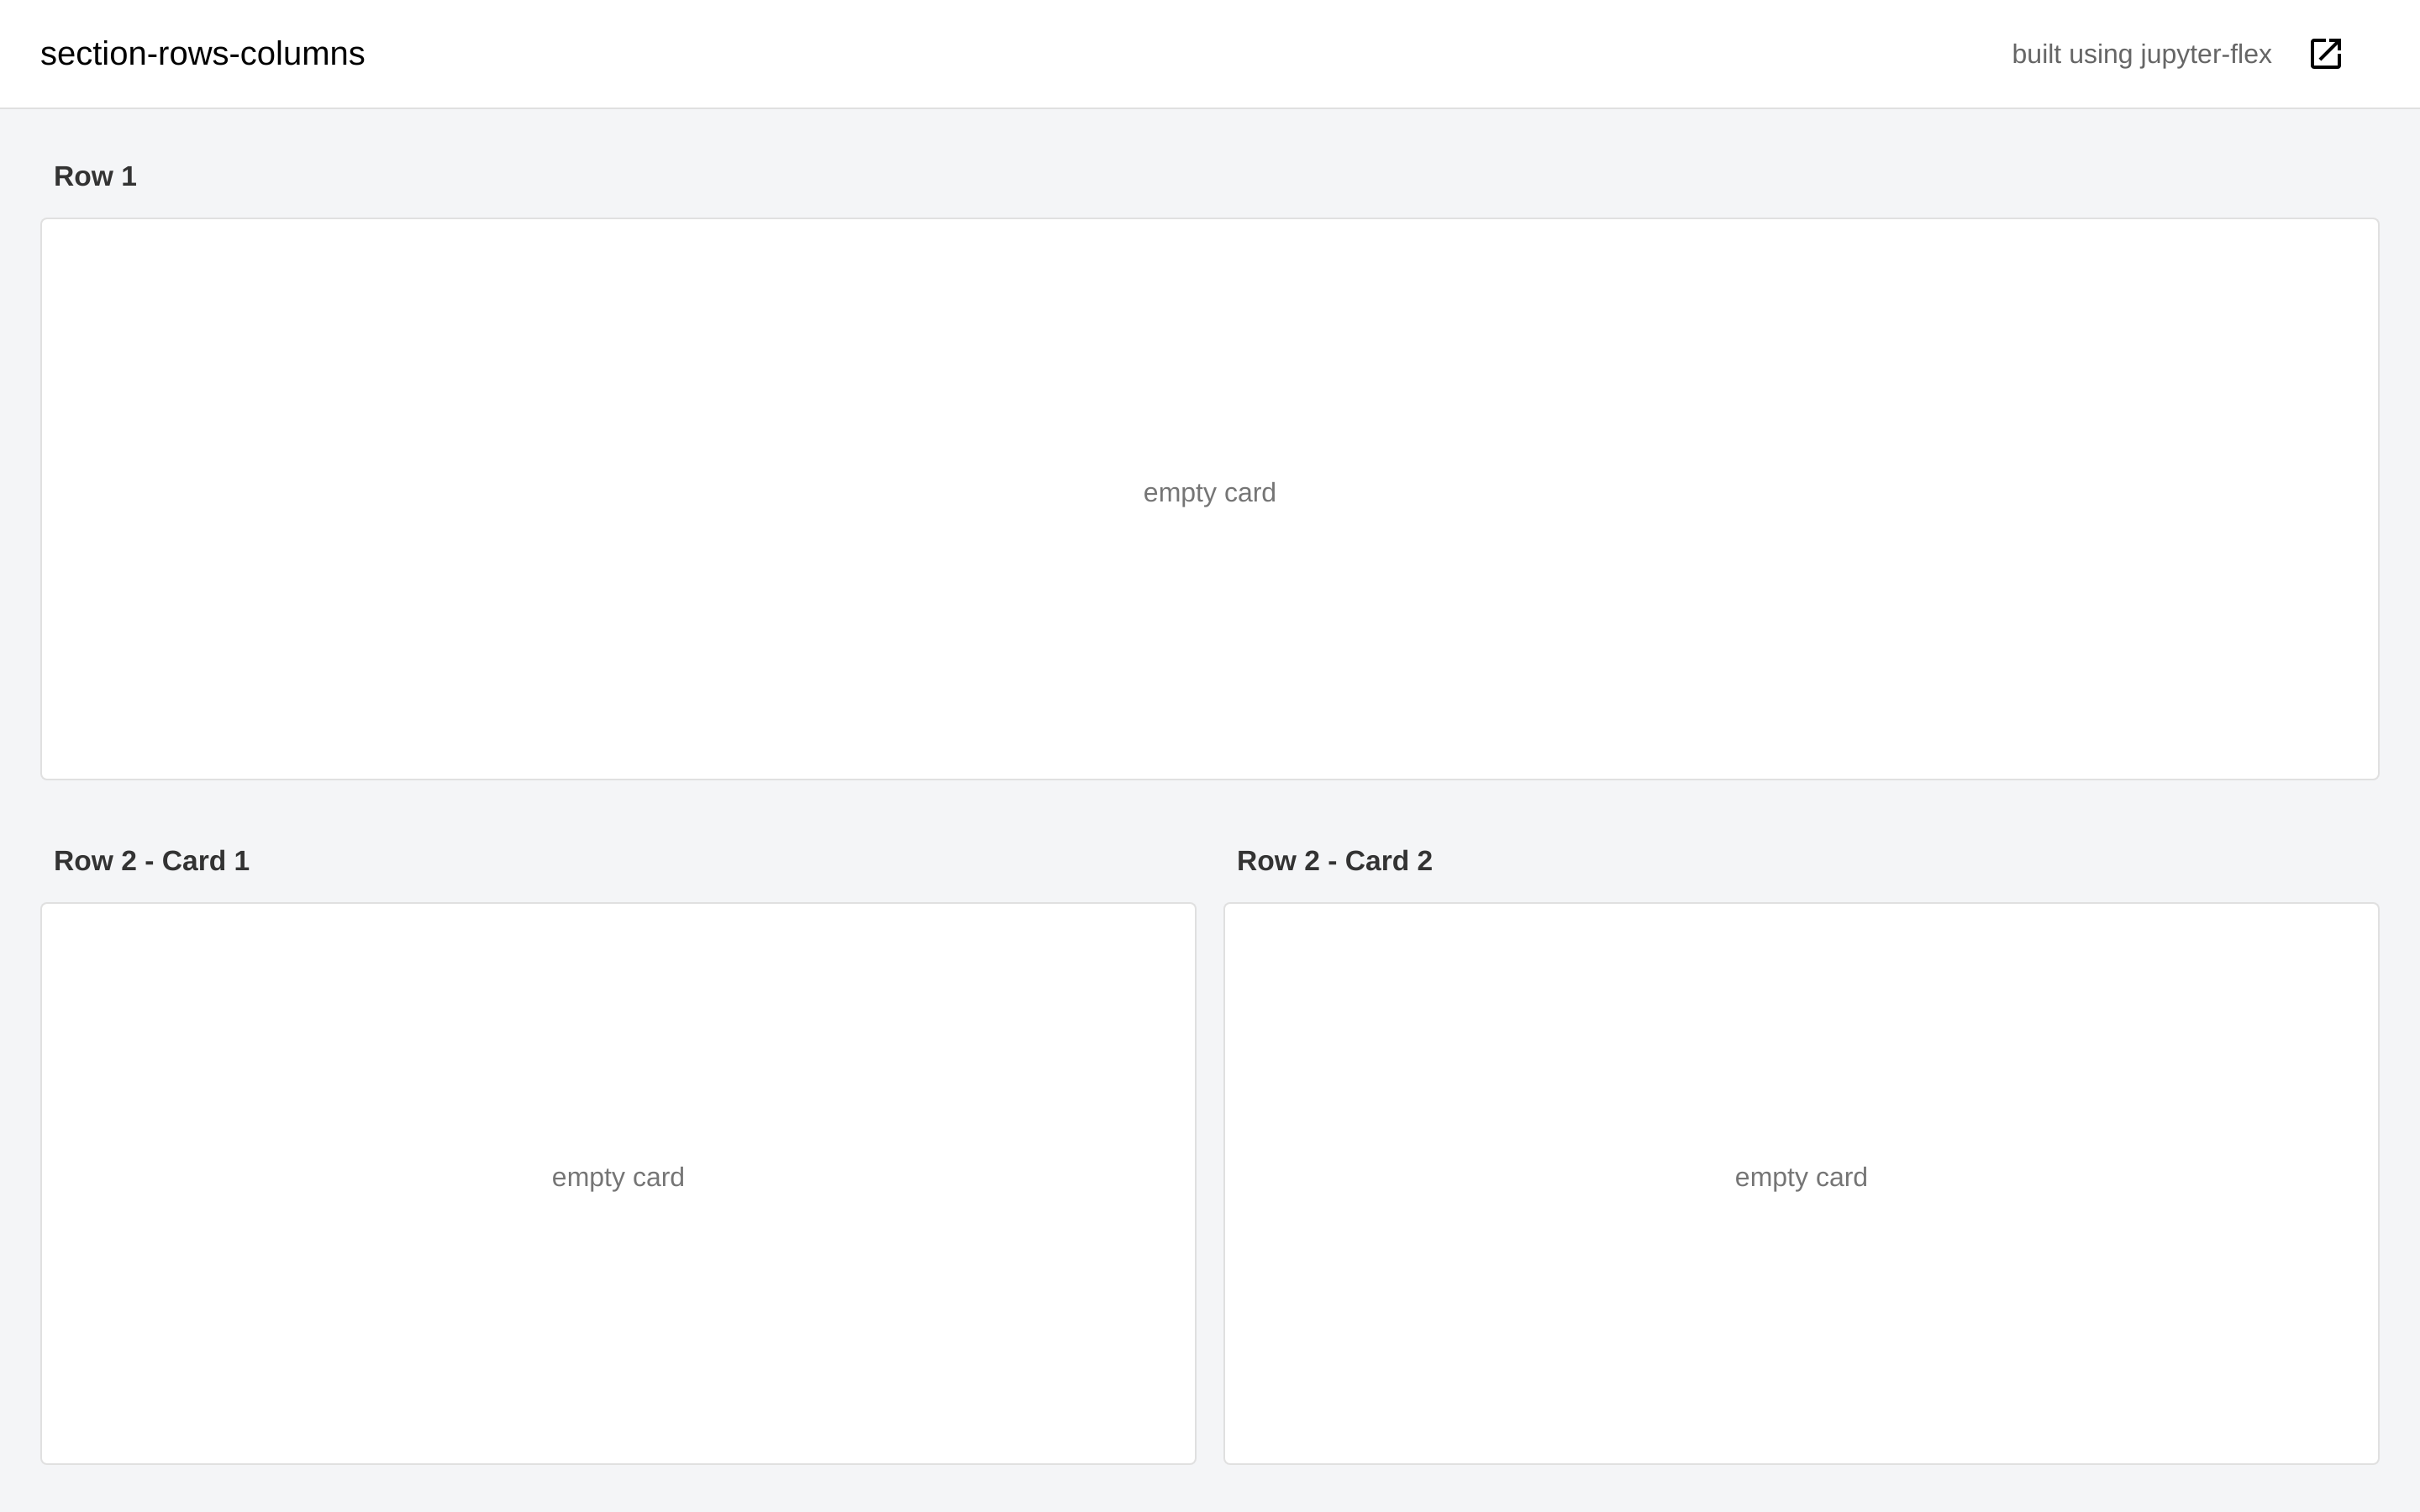 section-rows-columns
built using jupyter-flex
Row 1
empty card
Row 2 - Card 1
Row 2 - Card 2
empty card
empty card